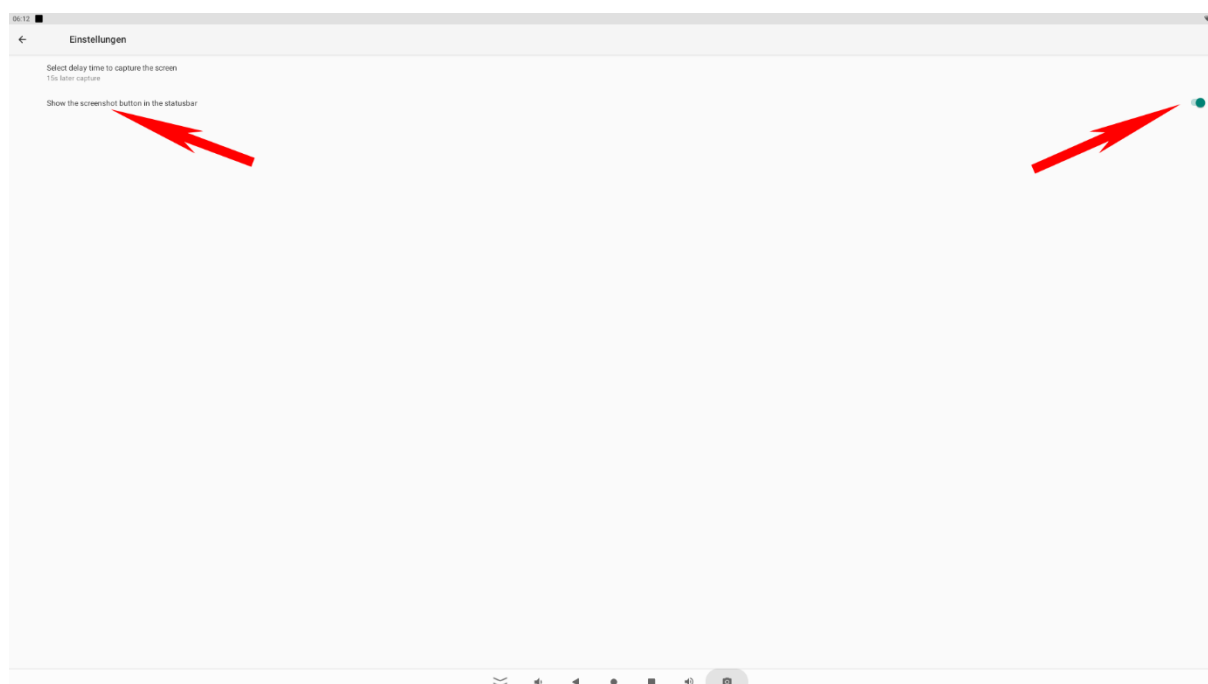 06:12
Einstellungen
Select delay time to capture the screen
15s later capture
Show the screenshot button in the statusbar